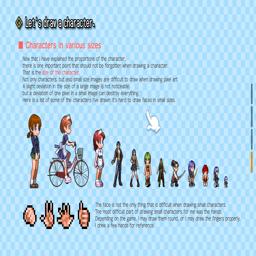 Let's draw a character.
Characters in various sizes
Now that I have explained the proportions of the character,
there is one important point that should not be forgotten when drawing a character.
That is the size of the character.
Not only characters, but also small size images are difficult to draw when drawing pixel art.
A slight deviation in the size of a large image is not noticeable,
but a deviation of one pixel in a small image can destroy everything.
Here is a list of some of the characters I've drawn. It's hard to draw faces in small sizes.
The face is not the only thing that is difficult when drawing small characters.
The most difficult part of drawing small characters for me was the hands.
Depending on the game, I may draw them round, or I may draw the fingers properly.
I drew a few hands for reference.